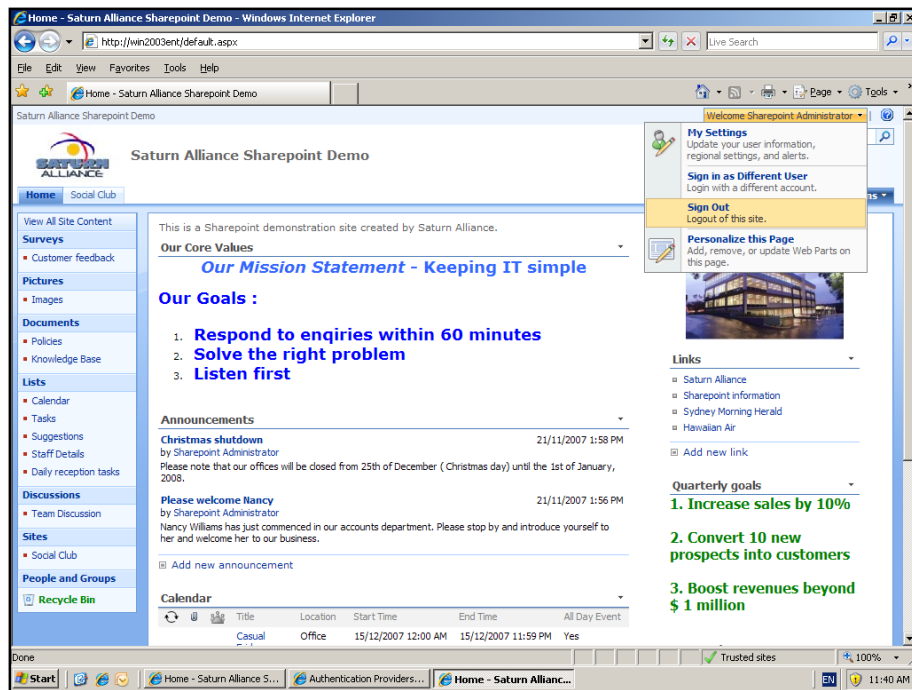 Home - Saturn Alliance Sharepoint Demo - Windows Internet Explorer
http://win2003ent/default.aspx
Live Search
File Edit View Favorites Tools Help
Home - Saturn Alliance Sharepoint Demo
Page Tools
Saturn Alliance Sharepoint Demo
Welcome Sharepoint Administrator
SATURN
ALLIANCE
Saturn Alliance Sharepoint Demo
My Settings
Update your user information,
regional settings, and alerts.
Sign in as Different User
Login with a different account.
Sign Out
Logout of this site.
Personalize this Page
Add, remove, or update Web Parts on
this page.
Home Social Club
View All Site Content
Surveys
Customer feedback
Pictures
Images
Documents
Policies
Knowledge Base
Lists
Calendar
Tasks
Suggestions
Staff Details
Daily reception tasks
Discussions
Team Discussion
Sites
Social Club
People and Groups
Recycle Bin
This is a Sharepoint demonstration site created by Saturn Alliance.
Our Core Values
Our Mission Statement - Keeping IT simple
Our Goals :
1. Respond to enqiries within 60 minutes
2. Solve the right problem
3. Listen first
Announcements
Christmas shutdown 21/11/2007 1:58 PM
by Sharepoint Administrator
Please note that our offices will be closed from 25th of December ( Christmas day) until the 1st of January,
2008.
Please welcome Nancy 21/11/2007 1:56 PM
by Sharepoint Administrator
Nancy Williams has just commenced in our accounts department. Please stop by and introduce yourself to
her and welcome her to our business.
Add new announcement
Calendar
Title Location Start Time End Time All Day Event
Casual Office 15/12/2007 12:00 AM 15/12/2007 11:59 PM Yes
Links
Saturn Alliance
Sharepoint information
Sydney Morning Herald
Hawaiian Air
Add new link
Quarterly goals
1. Increase sales by 10%
2. Convert 10 new
prospects into customers
3. Boost revenues beyond
$ 1 million
Done
Trusted sites
100%
Start
Home - Saturn Alliance S...
Authentication Providers...
Home - Saturn Allianc...
EN
11:40 AM